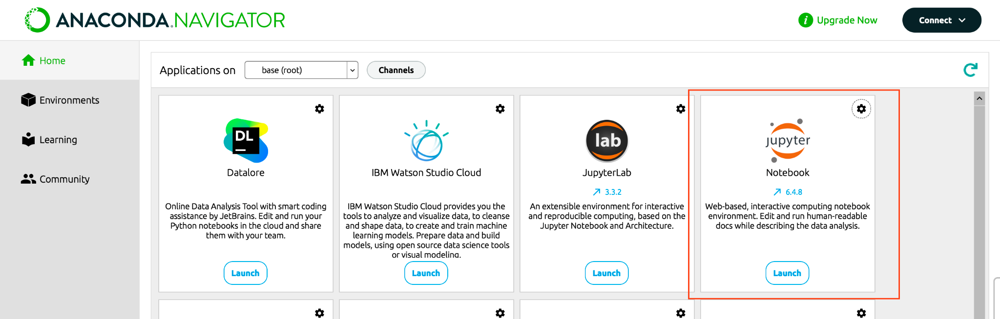 ANACONDA.NAVIGATOR
i Upgrade Now
Connect
Home
Environments
Learning
Community
Applications on
base (root)
Channels
DL
Datalore
Online Data Analysis Tool with smart coding
assistance by JetBrains. Edit and run your
Python notebooks in the cloud and share
them with your team.
Launch
IBM Watson Studio Cloud
IBM Watson Studio Cloud provides you the
tools to analyze and visualize data, to cleanse
and shape data, to create and train machine
learning models. Prepare data and build
models, using open source data science tools
or visual modeling.
Launch
lab
JupyterLab
3.3.2
An extensible environment for interactive
and reproducible computing, based on the
Jupyter Notebook and Architecture.
Launch
jupyter
Notebook
6.4.8
Web-based, interactive computing notebook
environment. Edit and run human-readable
docs while describing the data analysis.
Launch